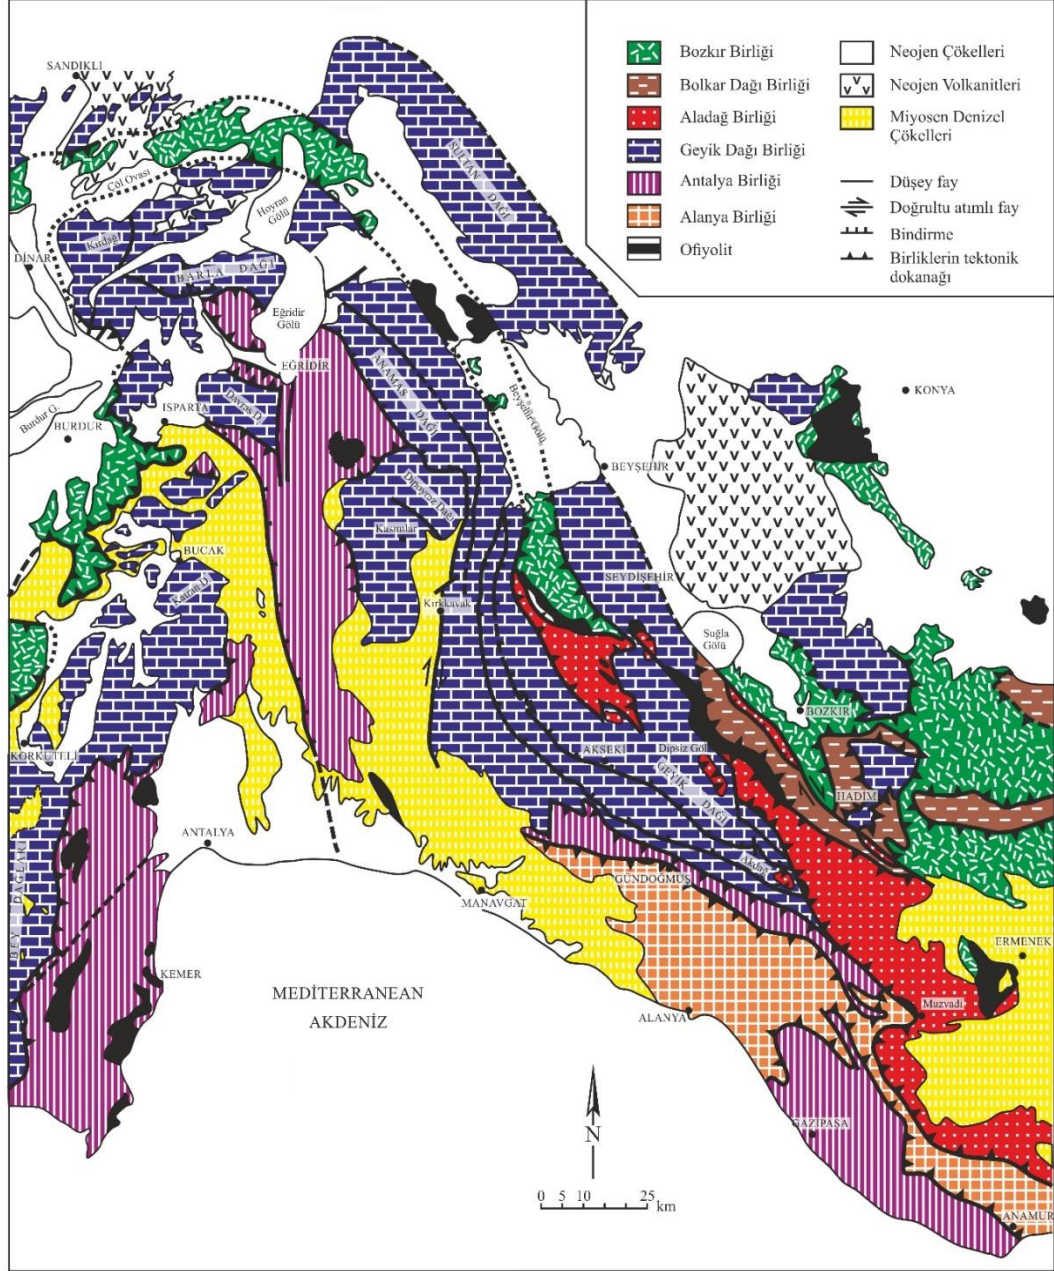 Bozkır Birliği
Bolkar Dağı Birliği
Aladağ Birliği
Geyik Dağı Birliği
Antalya Birliği
Alanya Birliği
Ofiyolit
Neojen Çökelleri
Neojen Volkanitleri
Miyosen Denizel
Çökelleri
Düşey fay
Doğrultu atımlı fay
Bindirme
Birliklerin tektonik
dokanağı
SANDIKLI
SULTAN DAĞI
Çöl Ovası
Hoyran
Gölü
Kırdağı
DİNAR
BARLA DAĞI
Eğridir
Gölü
EĞRİDİR
ANAMAS DAĞI
Beyşehir Gölü
KONYA
Davras D.
ISPARTA
Burdur G.
BURDUR
BEYŞEHİR
Dipoyraz Dağı
Kasımlar
BUCAK
Katran D.
Kırkkavak
SEYDİŞEHİR
Suğla
Gölü
BOZKIR
KORKUTELİ
AKSEKİ
Dipsiz Göl
GEYİK DAĞI
HADİM
ANTALYA
BEY DAĞLARI
Akdağ
GÜNDOĞMUŞ
MANAVGAT
ERMENEK
KEMER
MEDİTERRANEAN
AKDENİZ
ALANYA
Muzvadi
GAZİPAŞA
N
0 5 10 25
km
ANAMUR